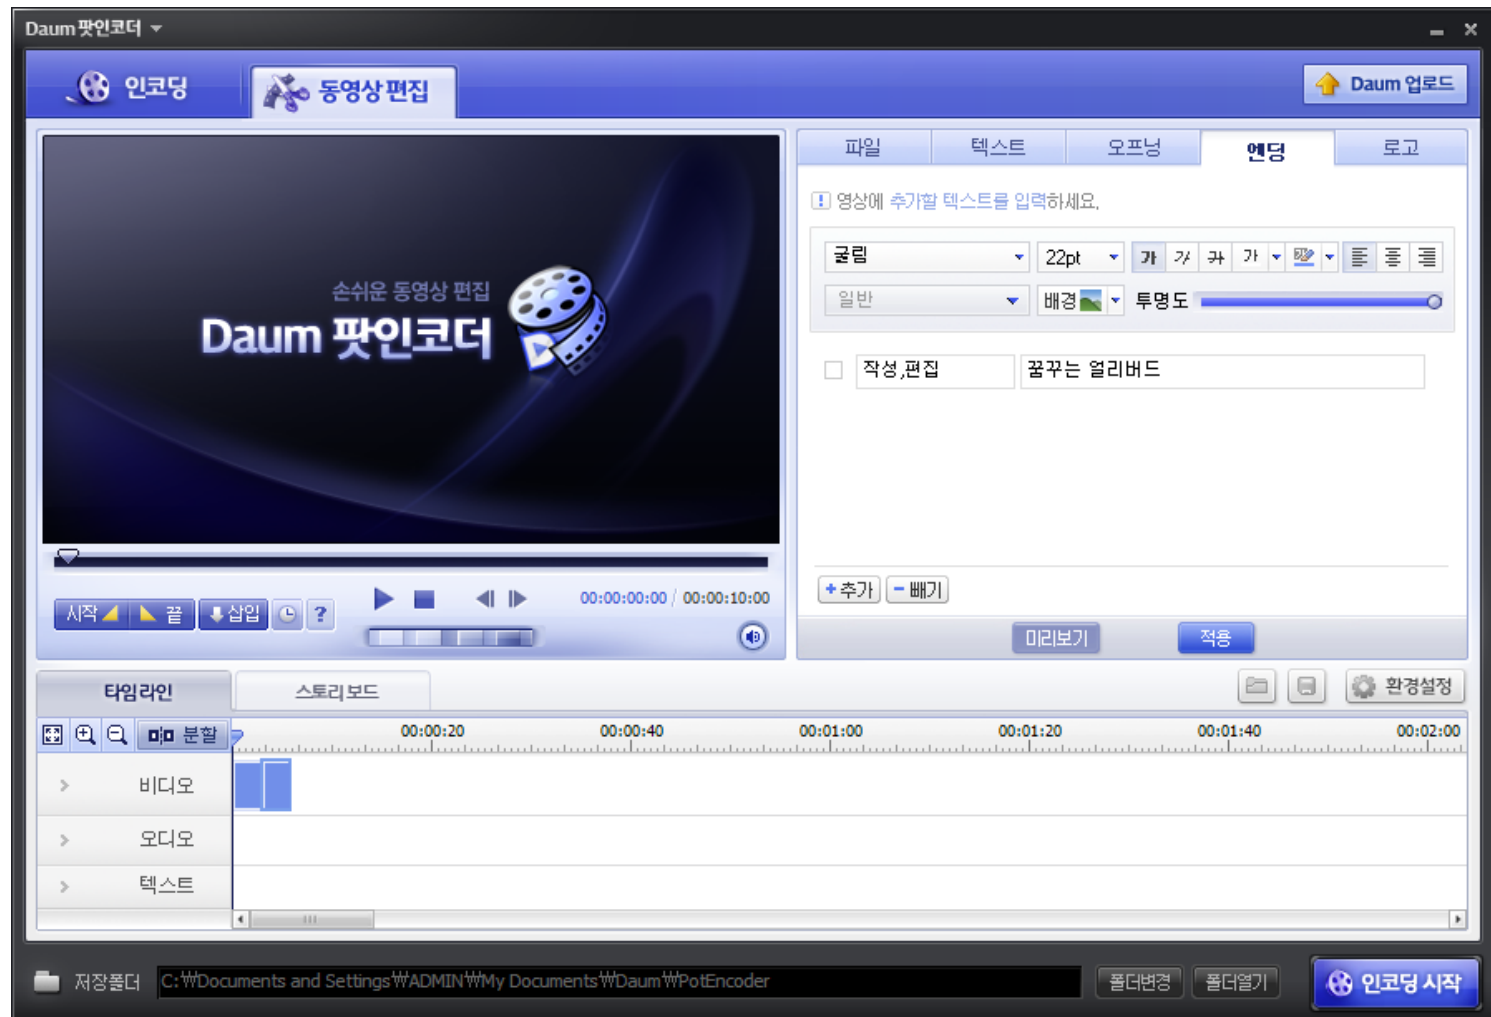 Daum 팟인코더
인코딩
동영상 편집
Daum 업로드
손쉬운 동영상 편집
Daum 팟인코더
시작
끝
삽입
?
00:00:00:00 / 00:00:10:00
파일
텍스트
오프닝
엔딩
로고
! 영상에 추가할 텍스트를 입력하세요.
굴림
22pt
가
가
가
가
일반
배경
투명도
작성,편집
꿈꾸는 얼리버드
+ 추가
- 빼기
미리보기
적용
타임라인
스토리보드
환경설정
분할
00:00:20
00:00:40
00:01:00
00:01:20
00:01:40
00:02:00
비디오
오디오
텍스트
저장폴더
C:₩Documents and Settings₩ADMIN₩My Documents₩Daum₩PotEncoder
폴더변경
폴더열기
인코딩 시작